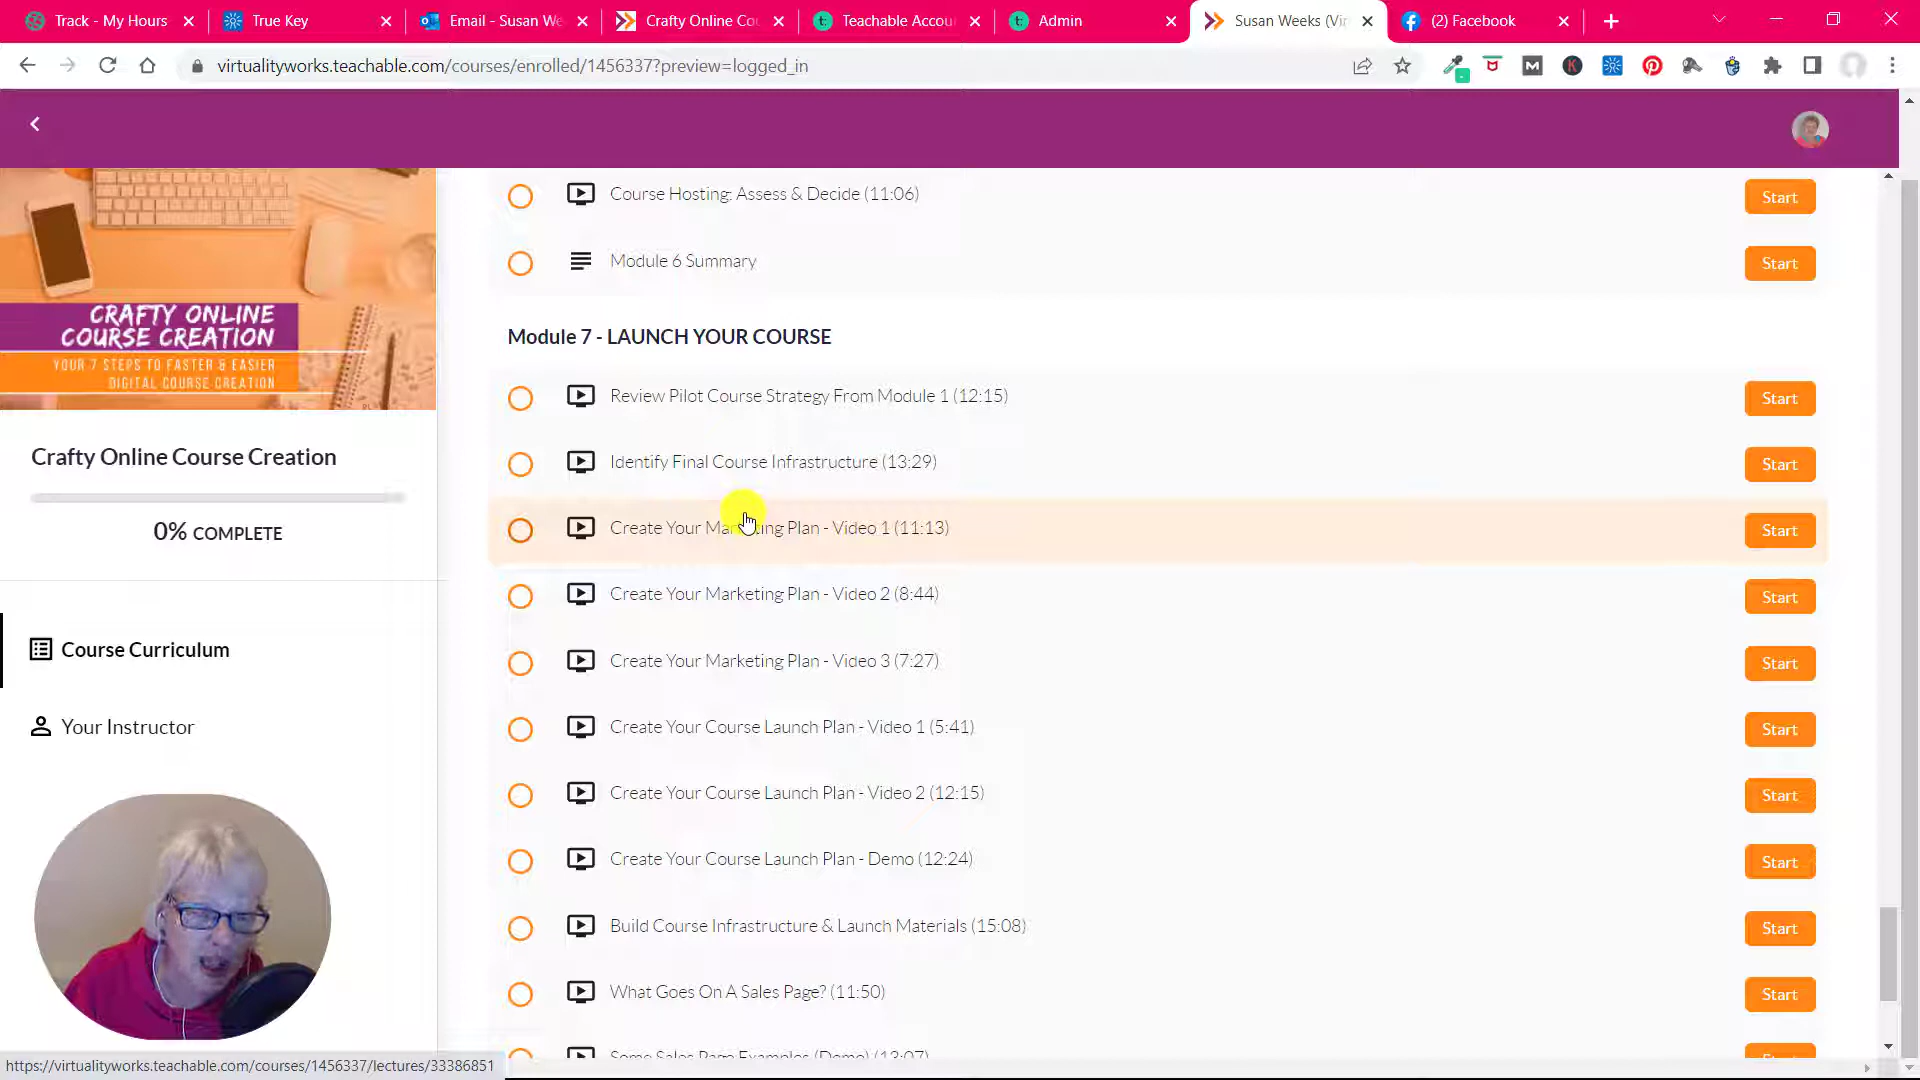 Track - My Hours
True Key
Email - Susan We
Crafty Online Co
Teachable Accou
Admin
Susan Weeks (Vir
(2) Facebook
virtualityworks.teachable.com/courses/enrolled/1456337?preview=logged_in
CRAFTY ONLINE
COURSE CREATION
YOUR 7 STEPS TO FASTER & EASIER
DIGITAL COURSE CREATION
Crafty Online Course Creation
0% COMPLETE
Course Curriculum
Your Instructor
Course Hosting: Assess & Decide (11:06)
Start
Module 6 Summary
Start
Module 7 - LAUNCH YOUR COURSE
Review Pilot Course Strategy From Module 1 (12:15)
Start
Identify Final Course Infrastructure (13:29)
Start
Create Your Marketing Plan - Video 1 (11:13)
Start
Create Your Marketing Plan - Video 2 (8:44)
Start
Create Your Marketing Plan - Video 3 (7:27)
Start
Create Your Course Launch Plan - Video 1 (5:41)
Start
Create Your Course Launch Plan - Video 2 (12:15)
Start
Create Your Course Launch Plan - Demo (12:24)
Start
Build Course Infrastructure & Launch Materials (15:08)
Start
What Goes On A Sales Page? (11:50)
Start
Some Sales Page Examples (Demo) (13:07)
https://virtualityworks.teachable.com/courses/1456337/lectures/33386851